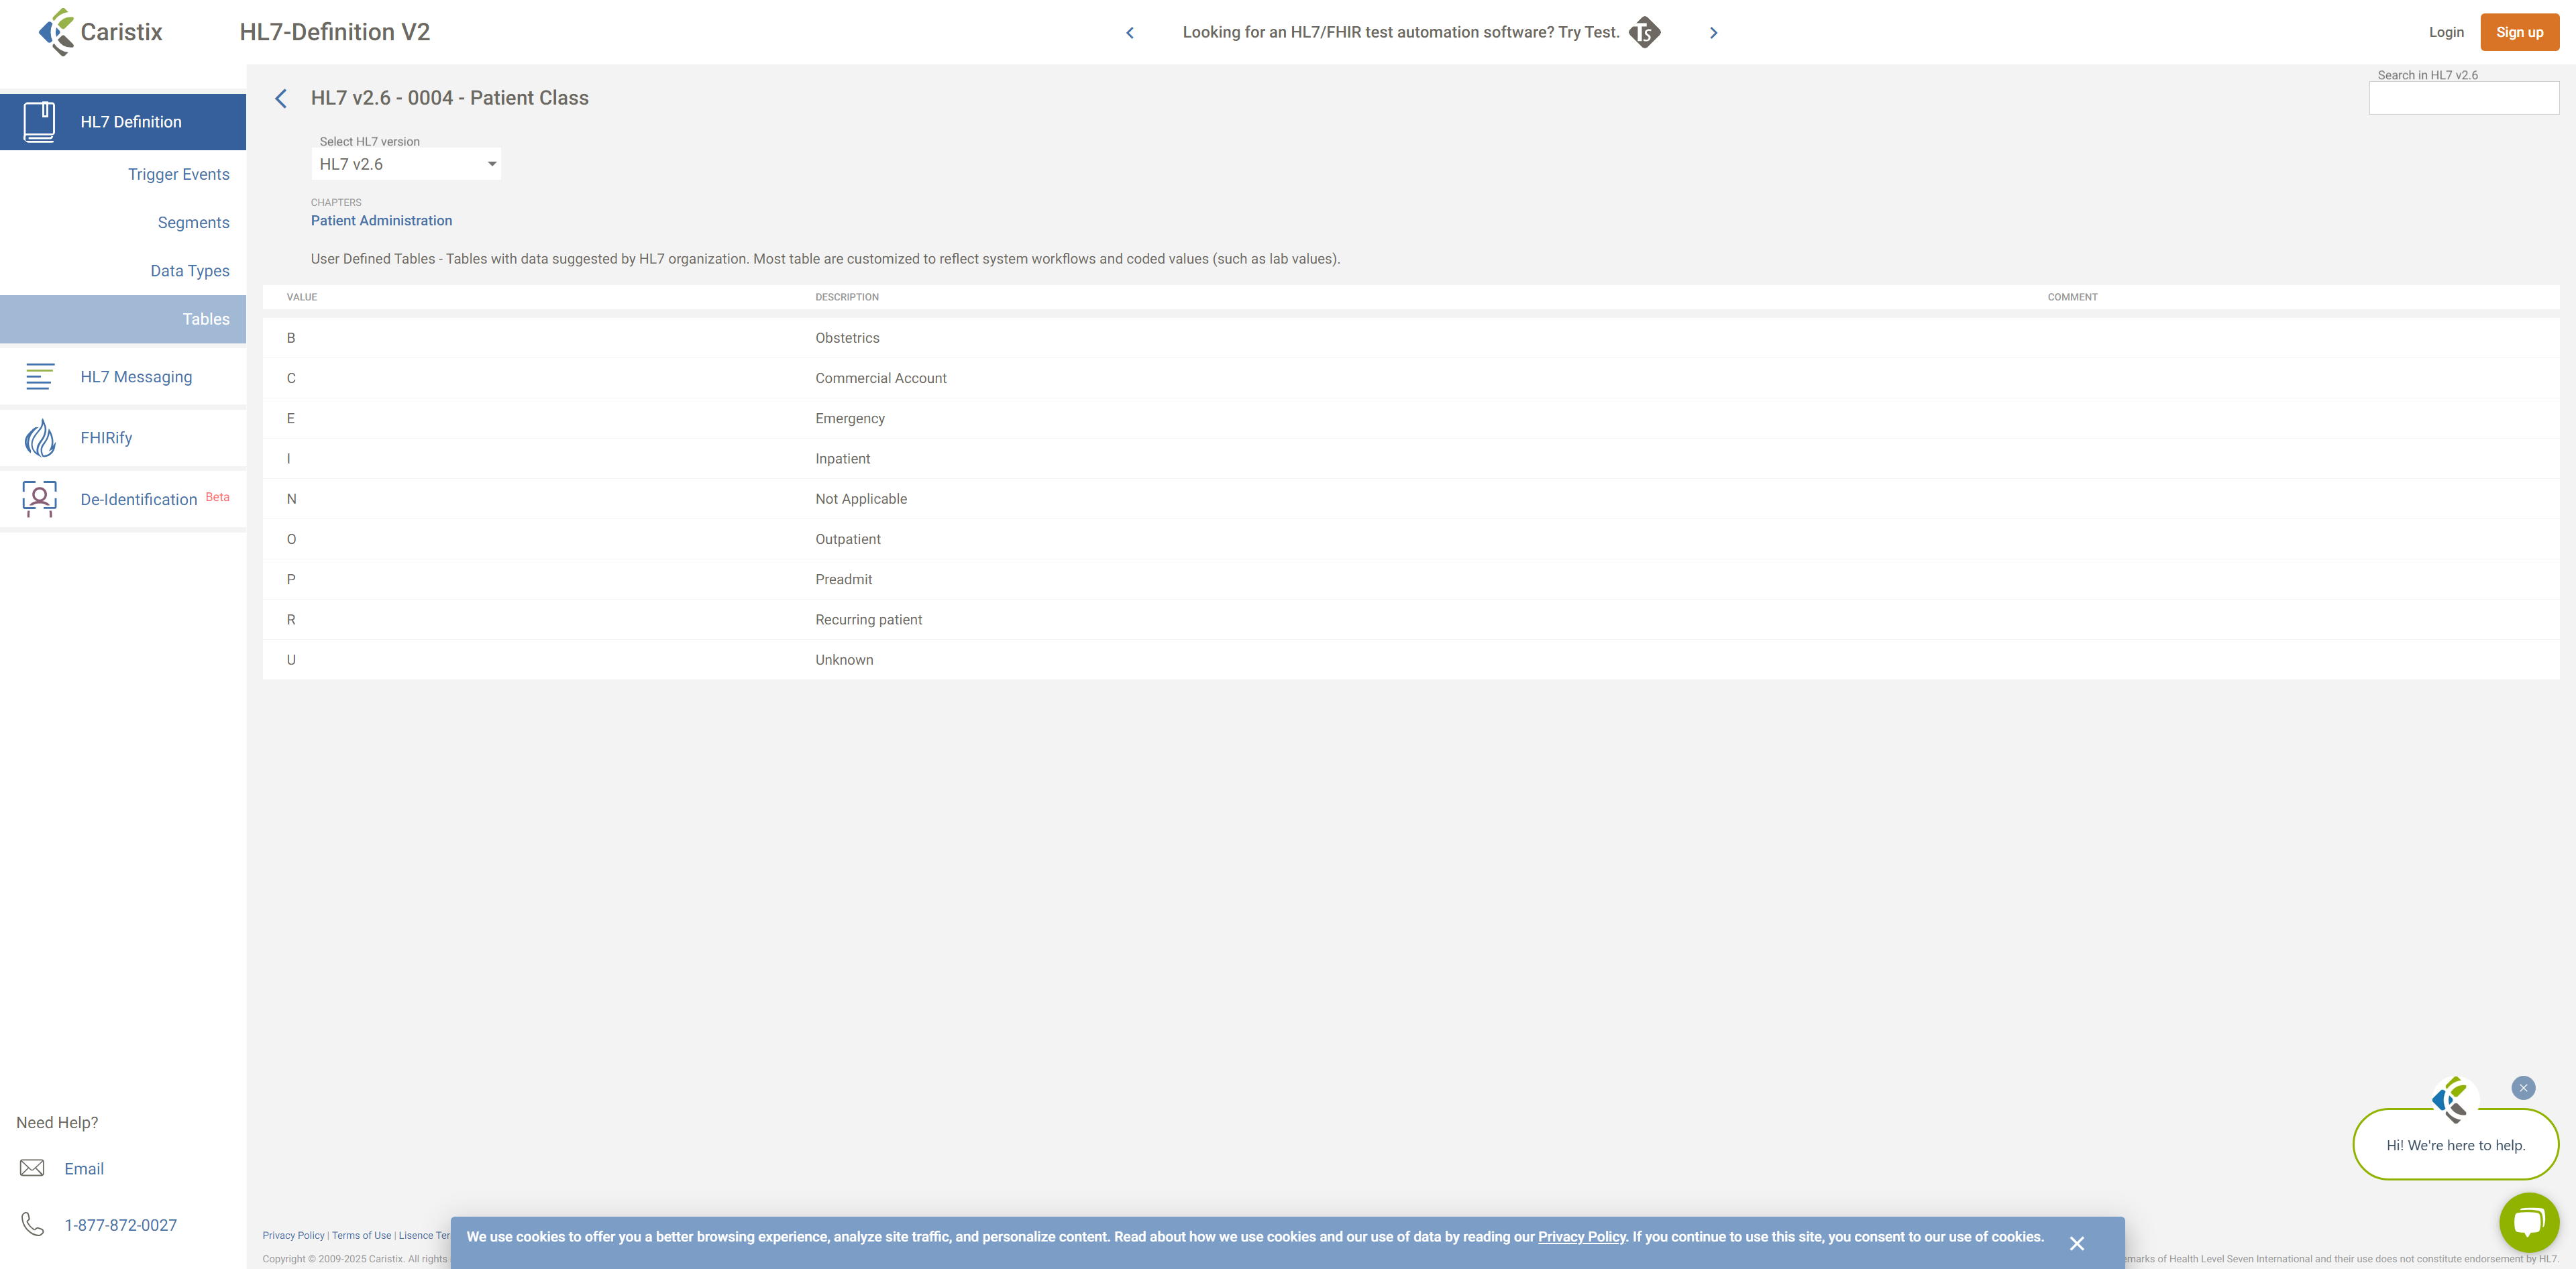 Caristix
HL7-Definition V2
Looking for an HL7/FHIR test automation software? Try Test.
Ts
Login
Sign up
HL7 Definition
Trigger Events
Segments
Data Types
Tables
HL7 Messaging
FHIRify
De-Identification Beta
Need Help?
Email
1-877-872-0027
HL7 v2.6 - 0004 - Patient Class
Search in HL7 v2.6
Select HL7 version
HL7 v2.6
CHAPTERS
Patient Administration
User Defined Tables - Tables with data suggested by HL7 organization. Most table are customized to reflect system workflows and coded values (such as lab values).
VALUE DESCRIPTION COMMENT
B Obstetrics
C Commercial Account
E Emergency
I Inpatient
N Not Applicable
O Outpatient
P Preadmit
R Recurring patient
U Unknown
Hi! We're here to help.
Privacy Policy | Terms of Use | Lisence Ter
We use cookies to offer you a better browsing experience, analyze site traffic, and personalize content. Read about how we use cookies and our use of data by reading our Privacy Policy. If you continue to use this site, you consent to our use of cookies.
Copyright © 2009-2025 Caristix. All rights
emarks of Health Level Seven International and their use does not constitute endorsement by HL7.